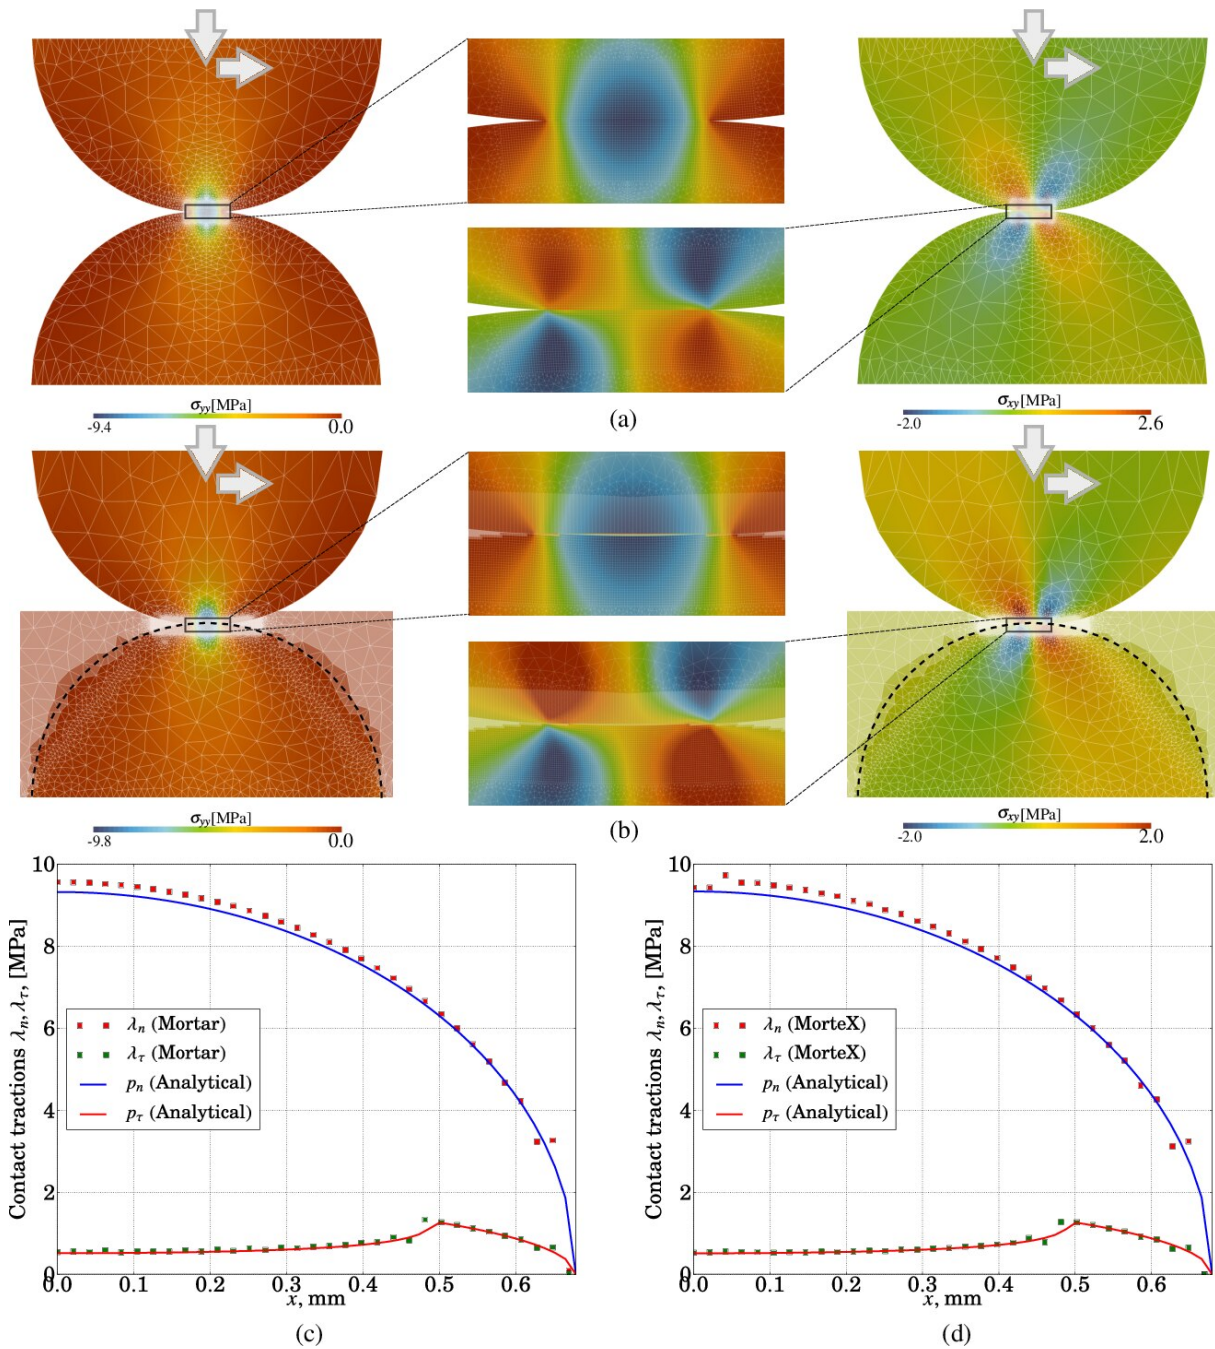 σyy[MPa]
-9.4 0.0
(a)
σxy[MPa]
-2.0 2.6
σyy[MPa]
-9.8 0.0
(b)
σxy[MPa]
-2.0 2.0
Contact tractions λn, λτ, [MPa]
10
8
6
4
2
0
λn (Mortar)
λτ (Mortar)
pn (Analytical)
pτ (Analytical)
0.0 0.1 0.2 0.3 0.4 0.5 0.6
x, mm
(c)
Contact tractions λn, λτ, [MPa]
10
8
6
4
2
0
λn (MorteX)
λτ (MorteX)
pn (Analytical)
pτ (Analytical)
0.0 0.1 0.2 0.3 0.4 0.5 0.6
x, mm
(d)